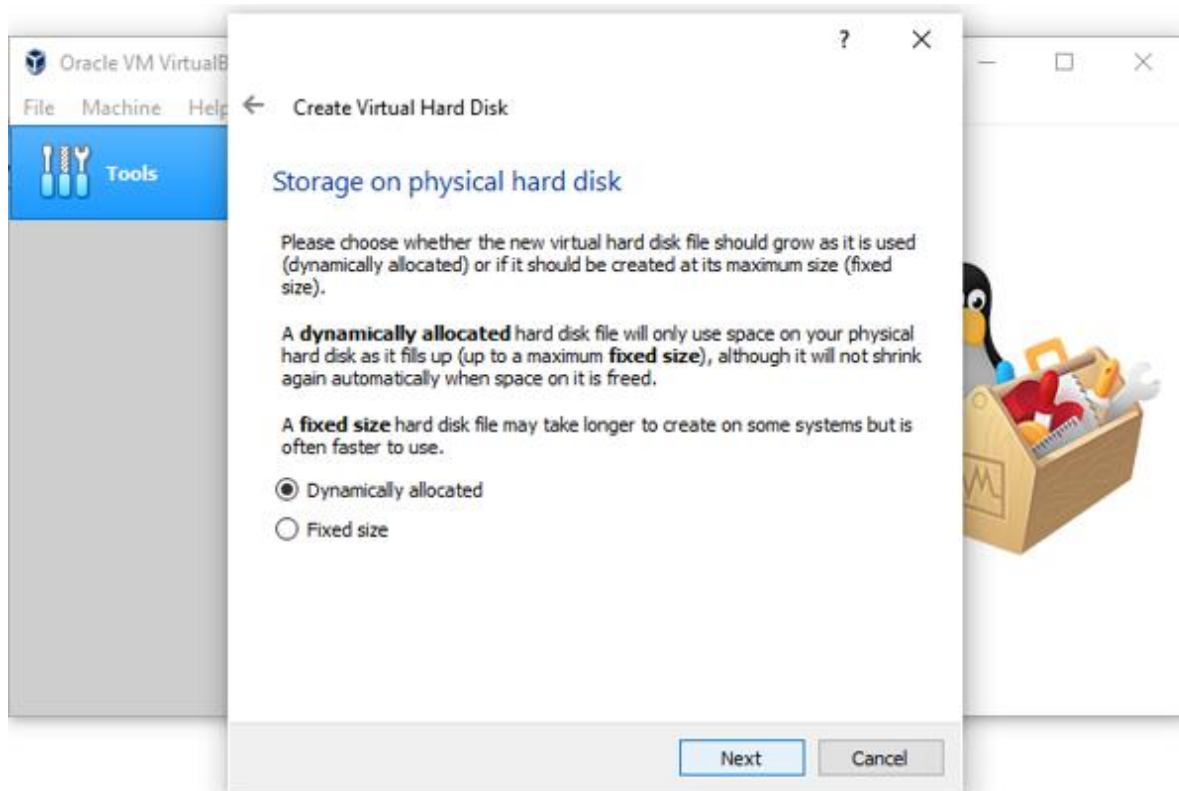 ?
Oracle VM VirtualB
File Machine Help
Create Virtual Hard Disk
Tools
Storage on physical hard disk
Please choose whether the new virtual hard disk file should grow as it is used
(dynamically allocated) or if it should be created at its maximum size (fixed
size).
A dynamically allocated hard disk file will only use space on your physical
hard disk as it fills up (up to a maximum fixed size), although it will not shrink
again automatically when space on it is freed.
A fixed size hard disk file may take longer to create on some systems but is
often faster to use.
Dynamically allocated
Fixed size
Next Cancel